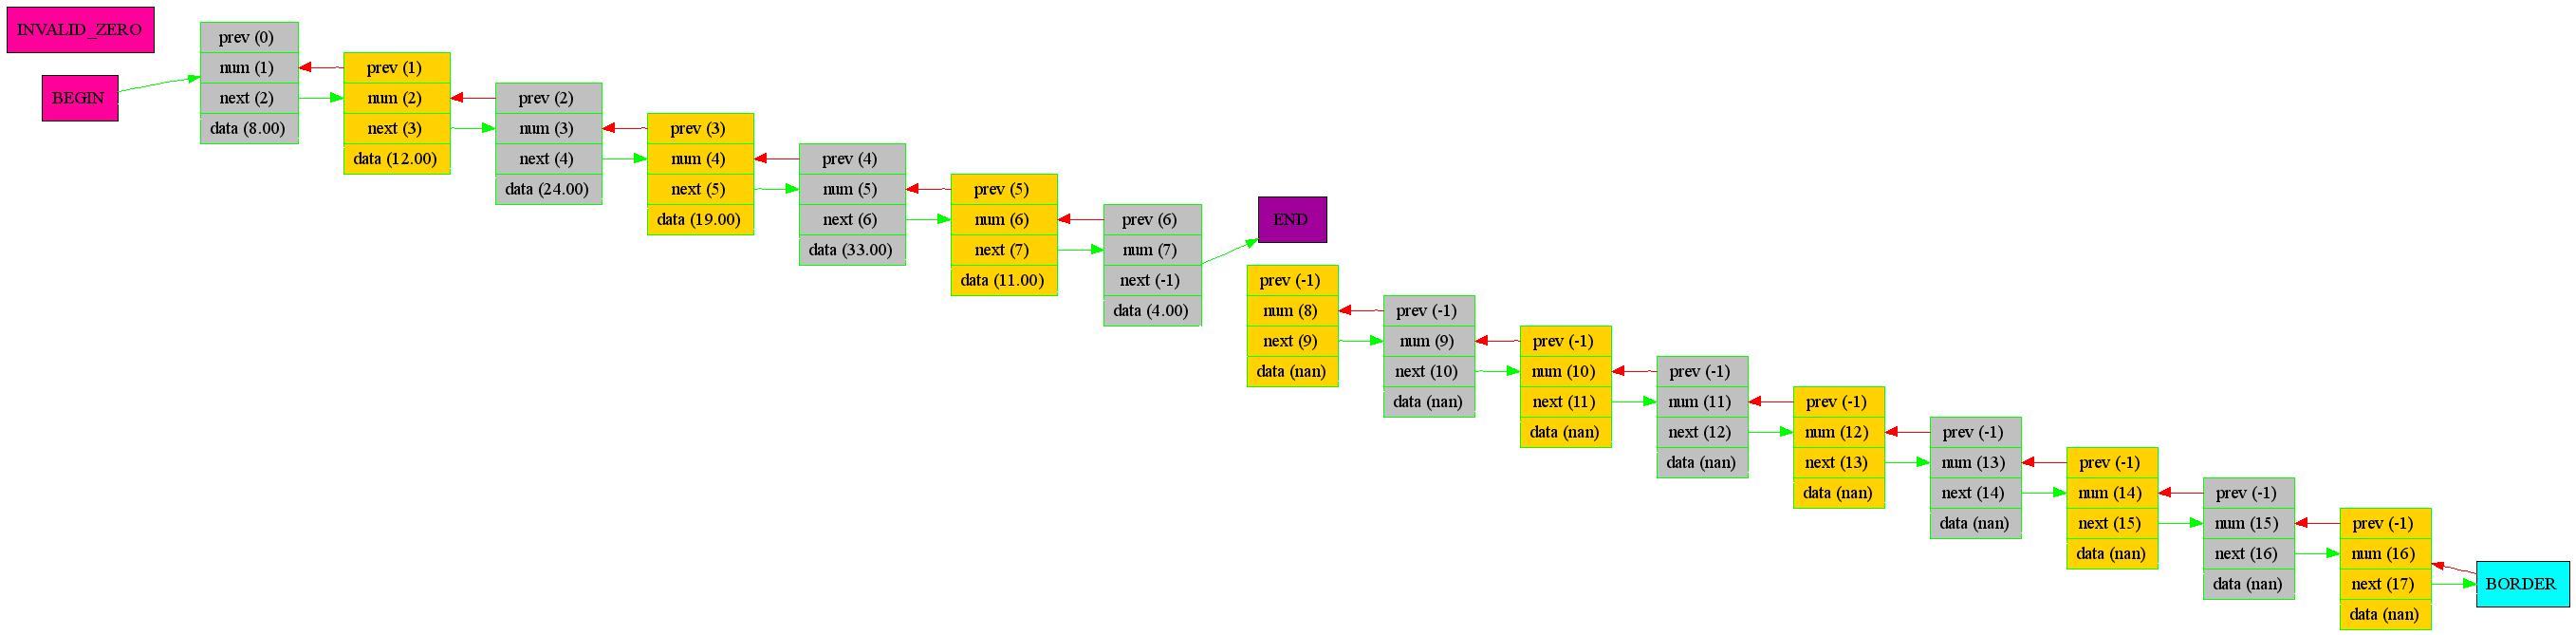 INVALID_ZERO
BEGIN
prev (0)
num (1)
next (2)
data (8.00)
prev (1)
num (2)
next (3)
data (12.00)
prev (2)
num (3)
next (4)
data (24.00)
prev (3)
num (4)
next (5)
data (19.00)
prev (4)
num (5)
next (6)
data (33.00)
prev (5)
num (6)
next (7)
data (11.00)
prev (6)
num (7)
next (-1)
data (4.00)
END
prev (-1)
num (8)
next (9)
data (nan)
prev (-1)
num (9)
next (10)
data (nan)
prev (-1)
num (10)
next (11)
data (nan)
prev (-1)
num (11)
next (12)
data (nan)
prev (-1)
num (12)
next (13)
data (nan)
prev (-1)
num (13)
next (14)
data (nan)
prev (-1)
num (14)
next (15)
data (nan)
prev (-1)
num (15)
next (16)
data (nan)
prev (-1)
num (16)
next (17)
data (nan)
BORDER